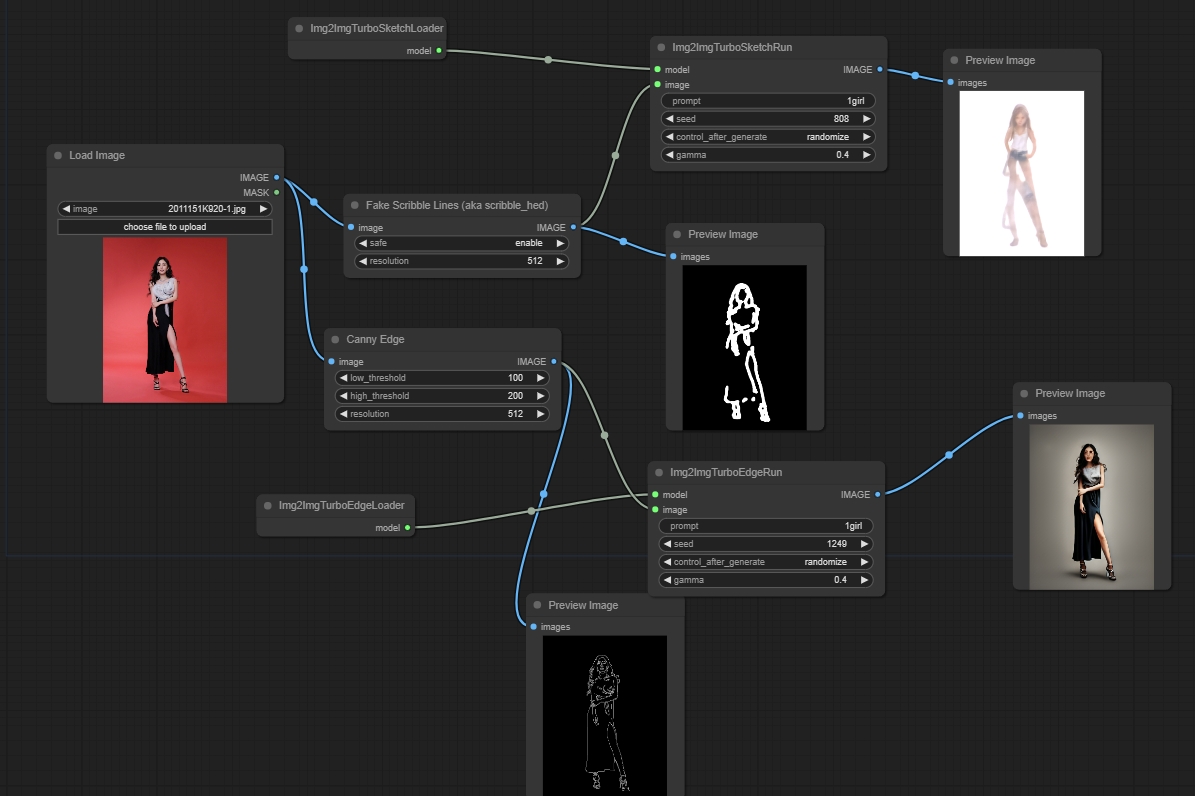 Img2ImgTurboSketchLoader
model
Img2ImgTurboSketchRun
model IMAGE
image
prompt 1girl
seed 808
control_after_generate randomize
gamma 0.4
Preview Image
images
Load Image
IMAGE
MASK
image 2011151K920-1.jpg
choose file to upload
Fake Scribble Lines (aka scribble_hed)
image IMAGE
safe enable
resolution 512
Preview Image
images
Canny Edge
image IMAGE
low_threshold 100
high_threshold 200
resolution 512
Preview Image
images
Img2ImgTurboEdgeLoader
model
Img2ImgTurboEdgeRun
model IMAGE
image
prompt 1girl
seed 1249
control_after_generate randomize
gamma 0.4
Preview Image
images